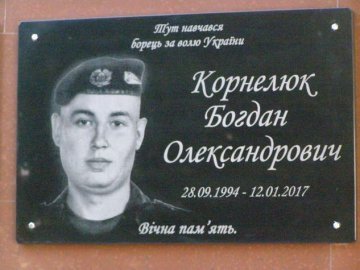 Тут навчався
борець за волю України
Корнелюк
Богдан
Олександрович
28.09.1994 - 12.01.2017
Вічна пам'ять.